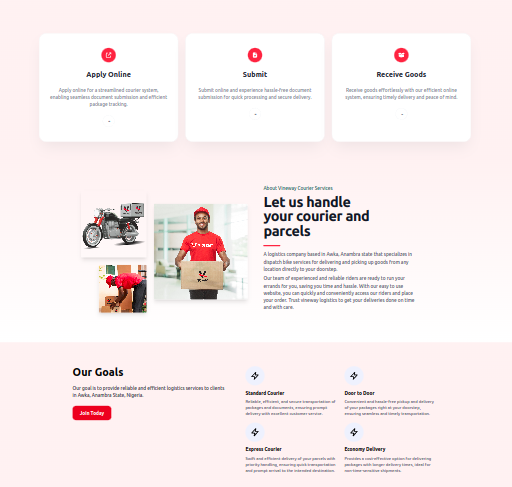 Apply Online
Apply online for a streamlined courier system,
enabling seamless document submission and efficient
package tracking.
Submit
Submit online and experience hassle-free document
submission for quick processing and secure delivery.
Receive Goods
Receive goods effortlessly with our efficient online
system, ensuring timely delivery and peace of mind.
About Vineway Courier Services
Let us handle
your courier and
parcels
A logistics company based in Awka, Anambra state that specializes in
dispatch bike services for delivering and picking up goods from any
location directly to your doorstep.
Our team of experienced and reliable riders are ready to run your
errands for you, saving you time and hassle. With our easy to use
website, you can quickly and conveniently access our riders and place
your order. Trust vineway logistics to get your deliveries done on time
and with care.
Our Goals
Our goal is to provide reliable and efficient logistics services to clients
in Awka, Anambra State, Nigeria.
Join Today
Standard Courier
Reliable, efficient, and secure transportation of
packages and documents, ensuring prompt
delivery with excellent customer service.
Door to Door
Convenient and hassle-free pickup and delivery
of your packages right at your doorstep,
ensuring seamless and timely transportation.
Express Courier
Swift and efficient delivery of your parcels with
priority handling, ensuring quick transportation
and prompt arrival to the intended destination.
Economy Delivery
Provides a cost-effective option for delivering
packages with longer delivery times, ideal for
non-time-sensitive shipments.